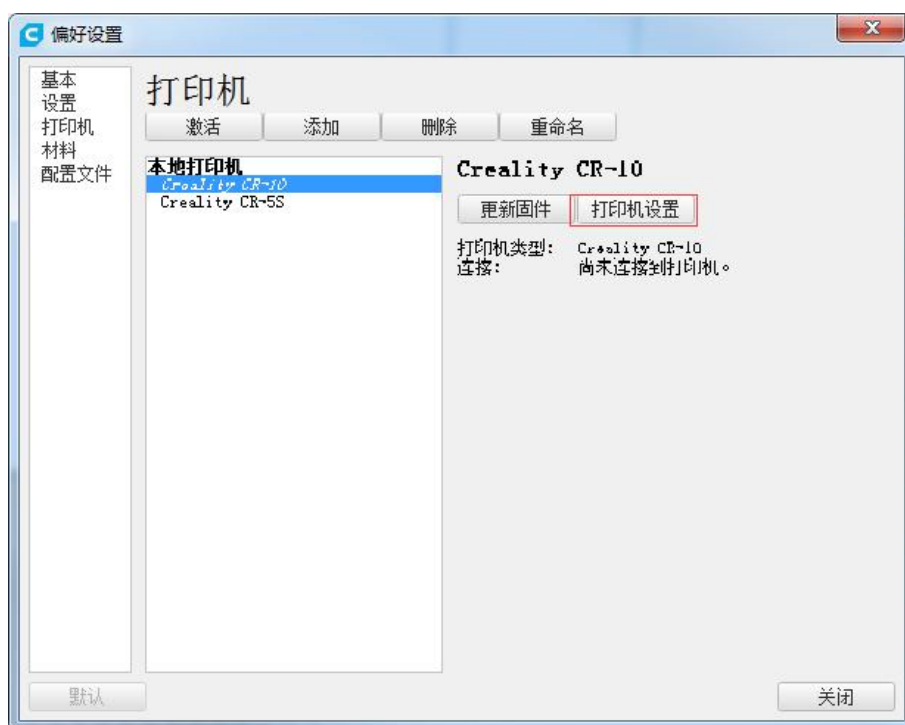 偏好设置
基本
设置
打印机
材料
配置文件
打印机
激活 添加 删除 重命名
本地打印机
Creality CR-10
Creality CR-5S
Creality CR-10
更新固件 打印机设置
打印机类型: Creality CR-10
连接: 尚未连接到打印机。
默认
关闭